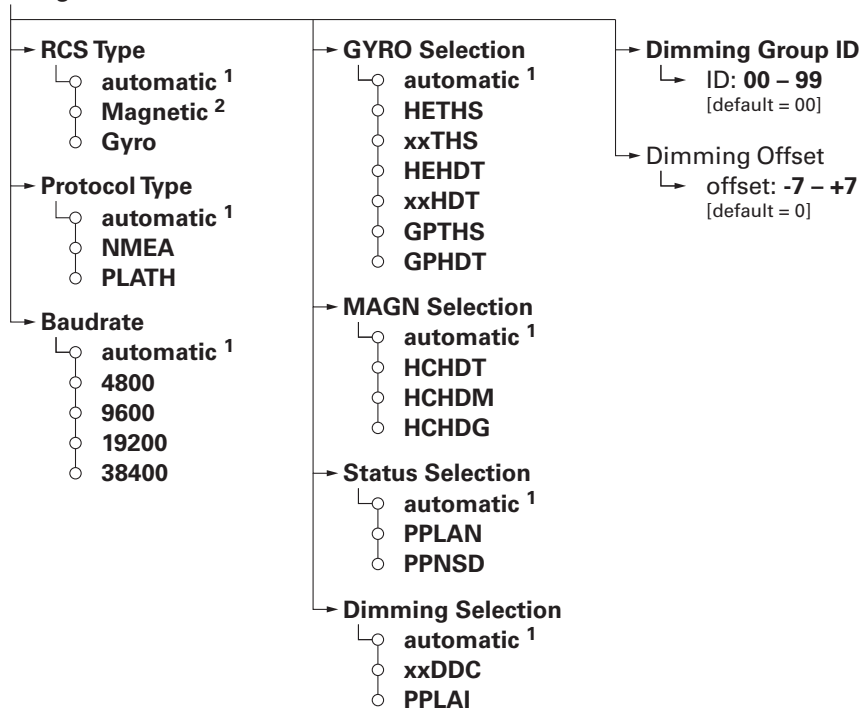 RCS Type
automatic 1
Magnetic 2
Gyro
Protocol Type
automatic 1
NMEA
PLATH
Baudrate
automatic 1
4800
9600
19200
38400
GYRO Selection
automatic 1
HETHS
xxTHS
HEHDT
xxHDT
GPTHS
GPHDT
MAGN Selection
automatic 1
HCHDT
HCHDM
HCHDG
Status Selection
automatic 1
PPLAN
PPNSD
Dimming Selection
automatic 1
xxDDC
PPLAI
Dimming Group ID
ID: 00 – 99
[default = 00]
Dimming Offset
offset: -7 – +7
[default = 0]